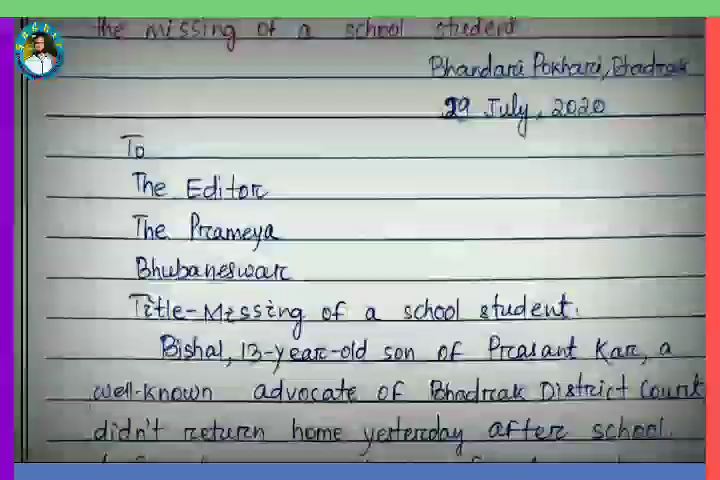 the missing of a school student
Bhandari Pokhari, Bhadrak
29 July, 2020
To
The Editor
The Prameya
Bhubaneswar
Title-Missing of a school student.
Bishal, 13-year-old son of Prasant Kar, a
well-known advocate of Bhadrak District Court
didn't return home yesterday after school.